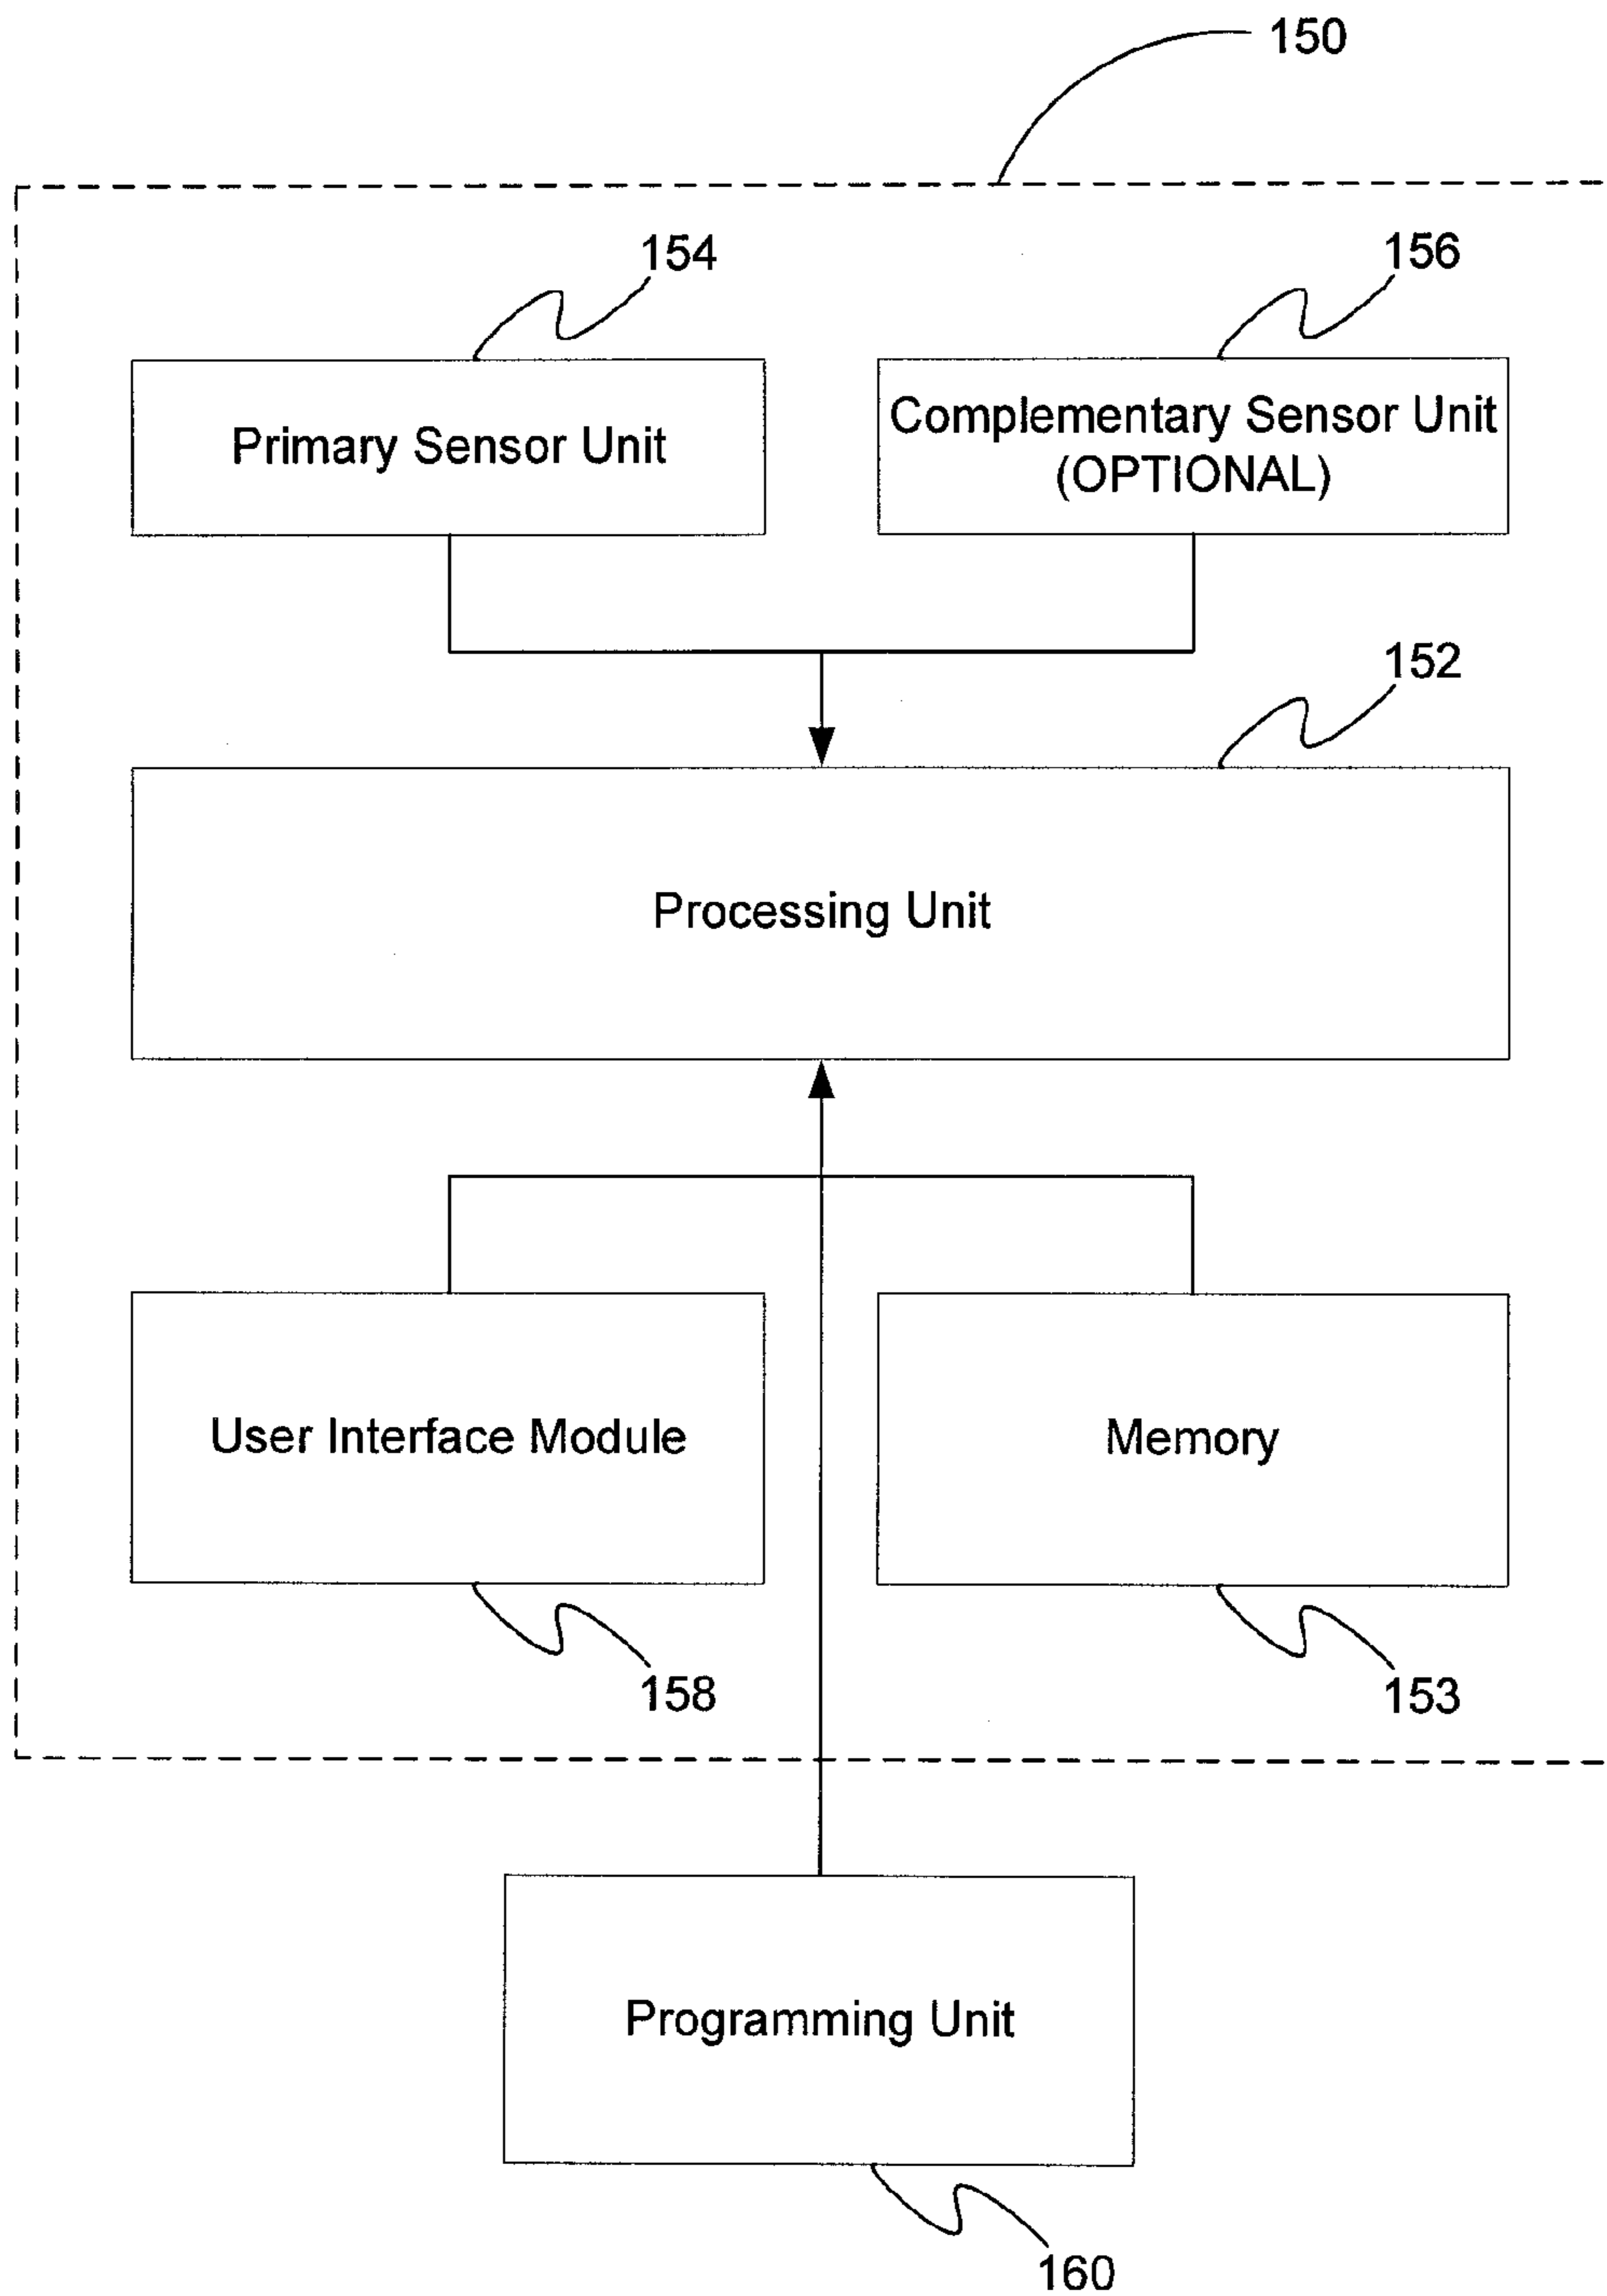 150
154
156
Primary Sensor Unit
Complementary Sensor Unit
(OPTIONAL)
152
Processing Unit
User Interface Module
Memory
158
153
Programming Unit
160